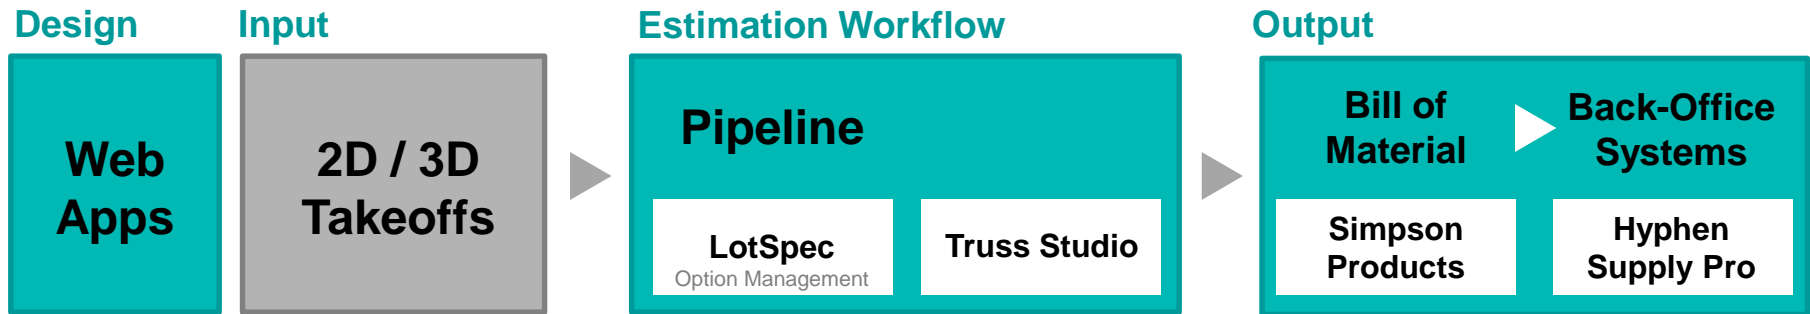 Design
Input
Estimation Workflow
Output
Web
Apps
2D / 3D
Takeoffs
Pipeline
LotSpec
Option Management
Truss Studio
Bill of
Material
Back-Office
Systems
Simpson
Products
Hyphen
Supply Pro